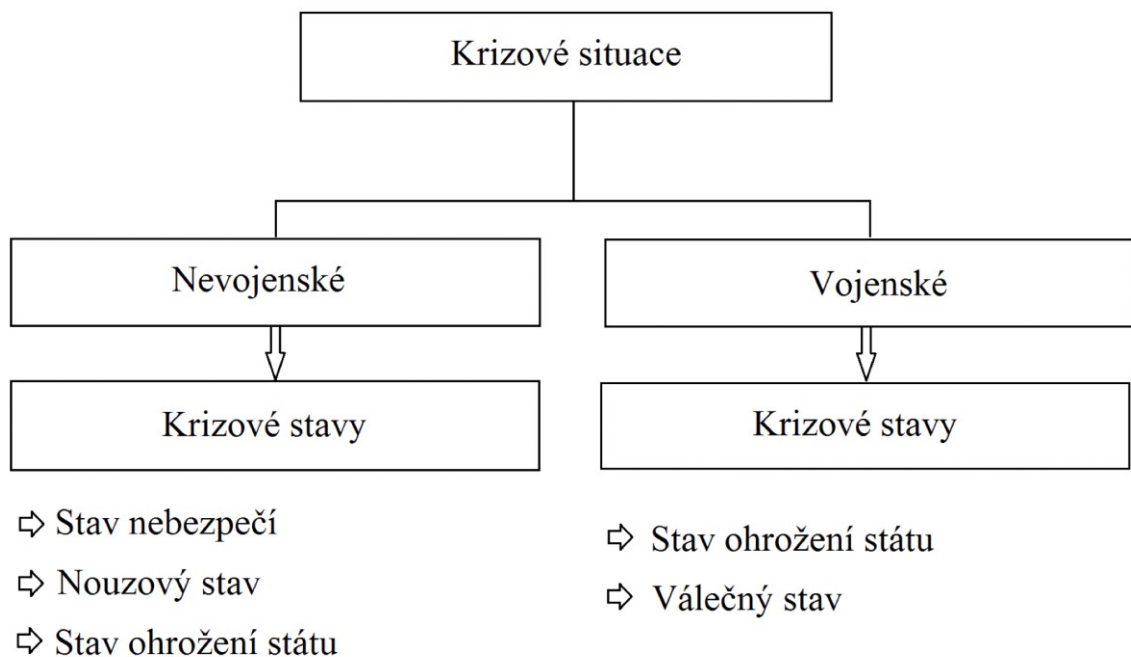 Krizové situace
Nevojenské
Vojenské
Krizové stavy
Krizové stavy
Stav nebezpečí
Nouzový stav
Stav ohrožení státu
Stav ohrožení státu
Válečný stav